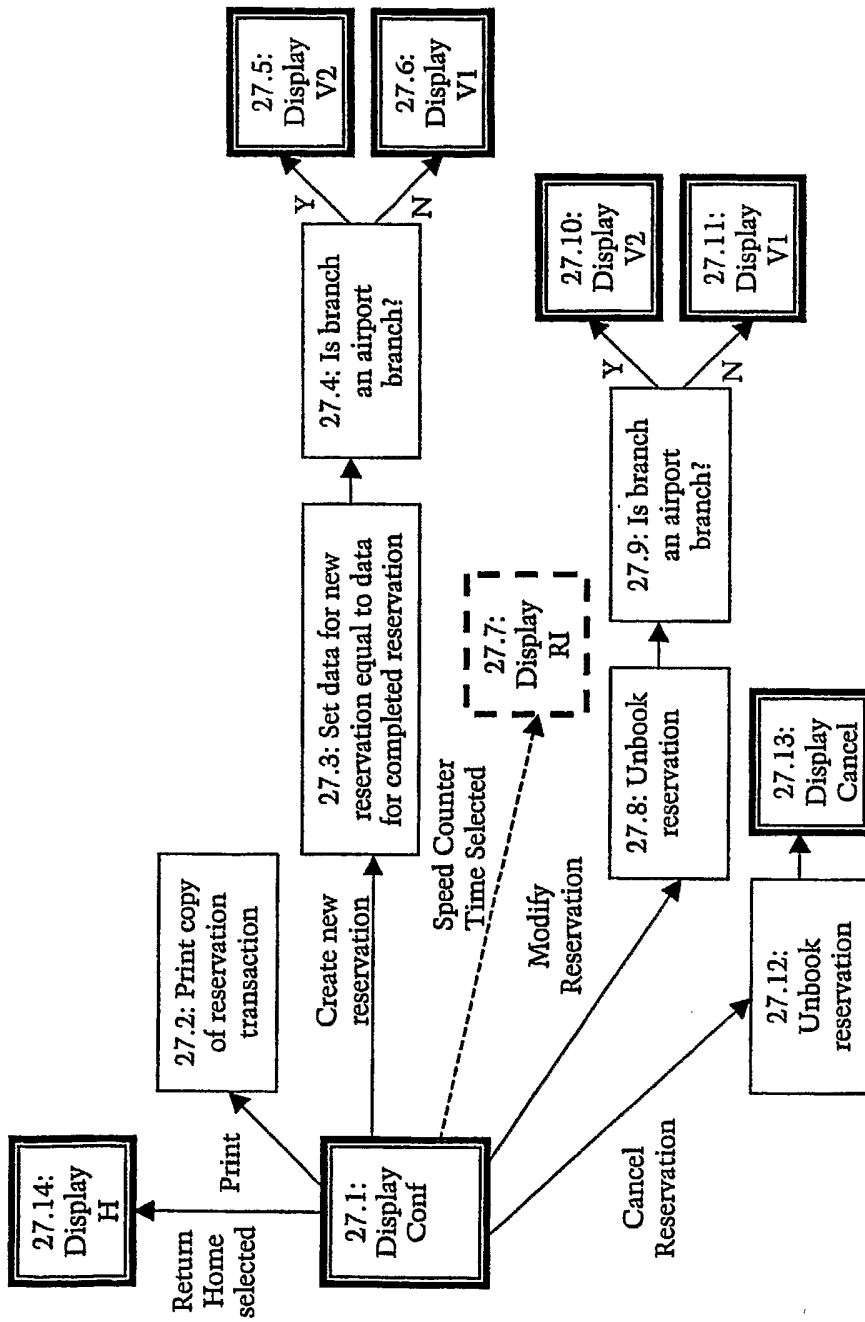 27.14:
Display
H
Return
Home
selected
Print
27.2: Print copy
of reservation
transaction
27.1:
Display
Conf
Create new
reservation
27.3: Set data for new
reservation equal to data
for completed reservation
27.4: Is branch
an airport
branch?
Y
N
27.5:
Display
V2
27.6:
Display
V1
Speed Counter
Time Selected
27.7:
Display
RI
Modify
Reservation
27.8: Unbook
reservation
27.9: Is branch
an airport
branch?
Y
N
27.10:
Display
V2
27.11:
Display
V1
Cancel
Reservation
27.12:
Unbook
reservation
27.13:
Display
Cancel